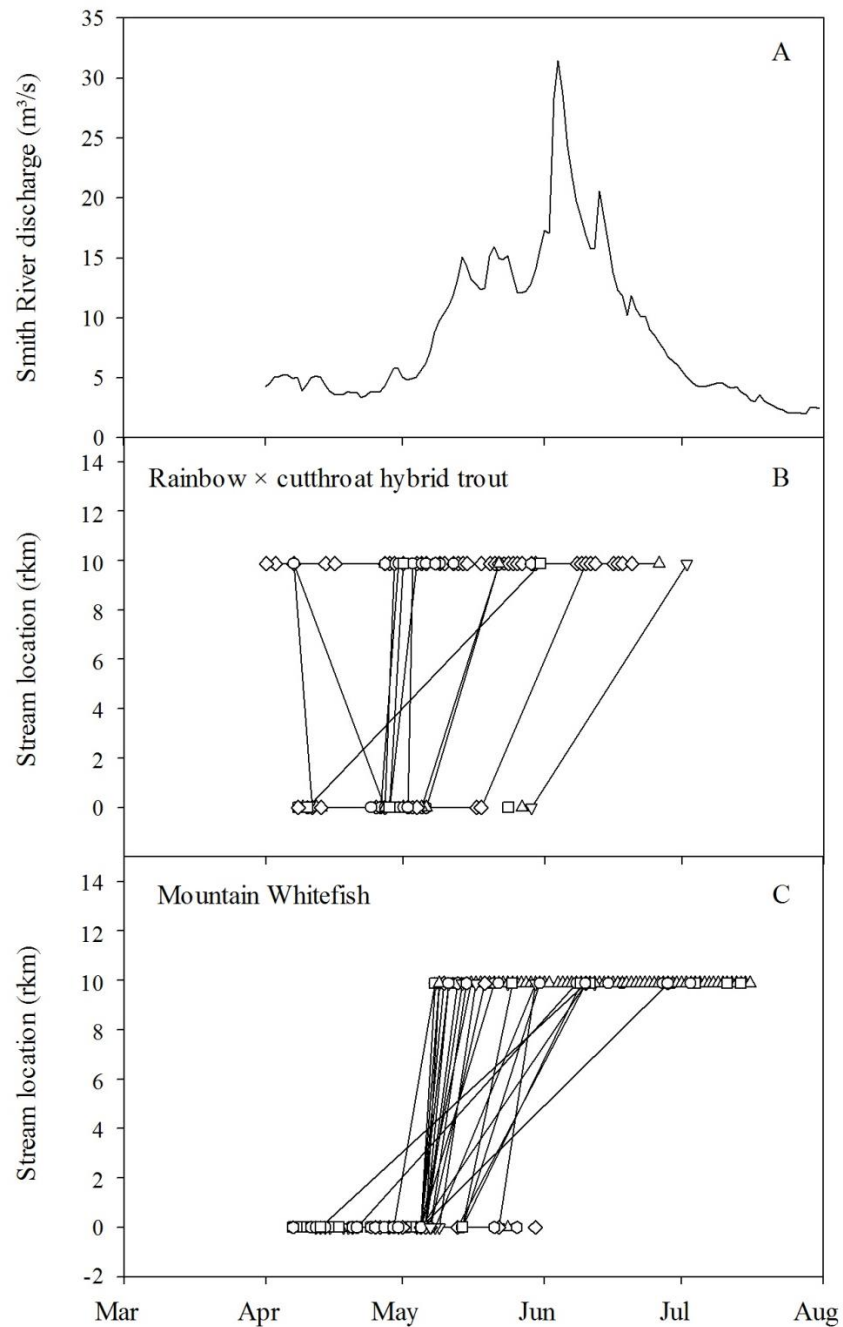 35
A
30
25
20
15
10
5
0
Smith River discharge (m³/s)
14
Rainbow × cutthroat hybrid trout
B
12
10
8
6
4
2
0
Stream location (rkm)
14
Mountain Whitefish
C
12
10
8
6
4
2
0
-2
Stream location (rkm)
Mar Apr May Jun Jul Aug